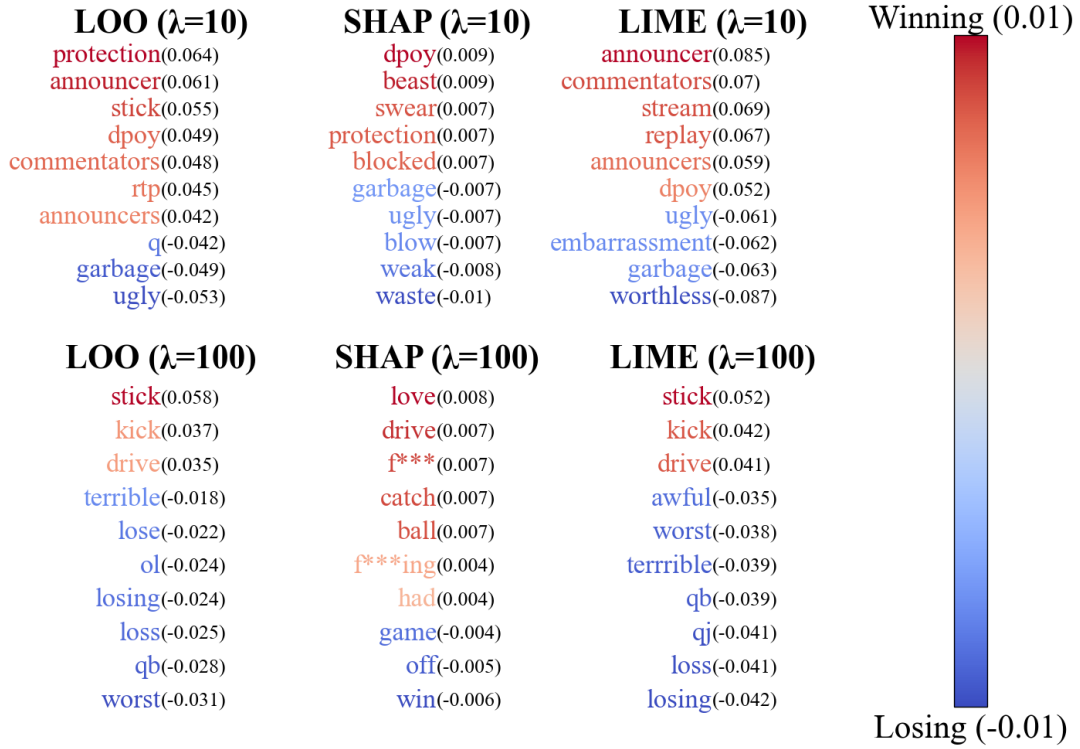 LOO (λ=10)
protection(0.064)
announcer(0.061)
stick(0.055)
dpoy(0.049)
commentators(0.048)
rtp(0.045)
announcers(0.042)
q(-0.042)
garbage(-0.049)
ugly(-0.053)
SHAP (λ=10)
dpoy(0.009)
beast(0.009)
swear(0.007)
protection(0.007)
blocked(0.007)
garbage(-0.007)
ugly(-0.007)
blow(-0.007)
weak(-0.008)
waste(-0.01)
LIME (λ=10)
announcer(0.085)
commentators(0.07)
stream(0.069)
replay(0.067)
announcers(0.059)
dpoy(0.052)
ugly(-0.061)
embarrassment(-0.062)
garbage(-0.063)
worthless(-0.087)
LOO (λ=100)
stick(0.058)
kick(0.037)
drive(0.035)
terrible(-0.018)
lose(-0.022)
ol(-0.024)
losing(-0.024)
loss(-0.025)
qb(-0.028)
worst(-0.031)
SHAP (λ=100)
love(0.008)
drive(0.007)
f***(0.007)
catch(0.007)
ball(0.007)
f***ing(0.004)
had(0.004)
game(-0.004)
off(-0.005)
win(-0.006)
LIME (λ=100)
stick(0.052)
kick(0.042)
drive(0.041)
awful(-0.035)
worst(-0.038)
terrrible(-0.039)
qb(-0.039)
qj(-0.041)
loss(-0.041)
losing(-0.042)
Winning (0.01)
Losing (-0.01)